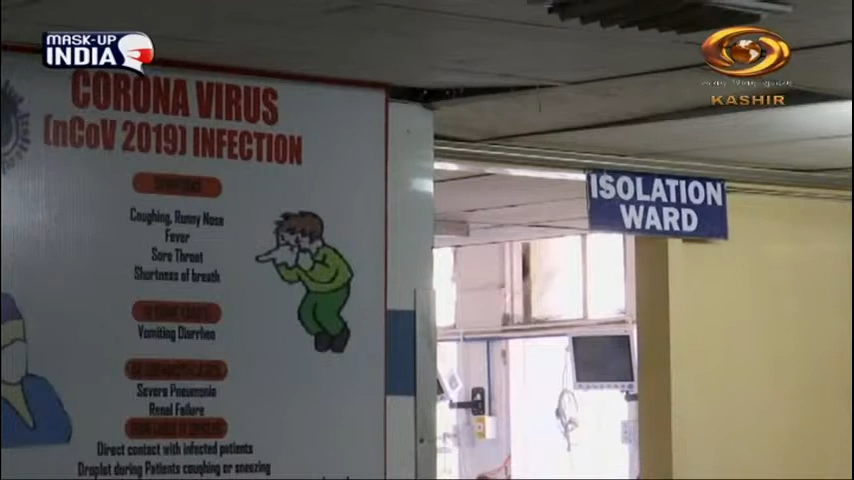 MASK-UP
INDIA
KASHIR
CORONA VIRUS
(nCoV 2019) INFECTION
ISOLATION
WARD
SYMPTOMS
Coughing, Runny Nose
Fever
Sore Throat
Shortness of breath
Vomiting Diarrhea
Severe Pneumonia
Renal Failure
Direct contact with infected patients
Droplet during Patients coughing or sneezing